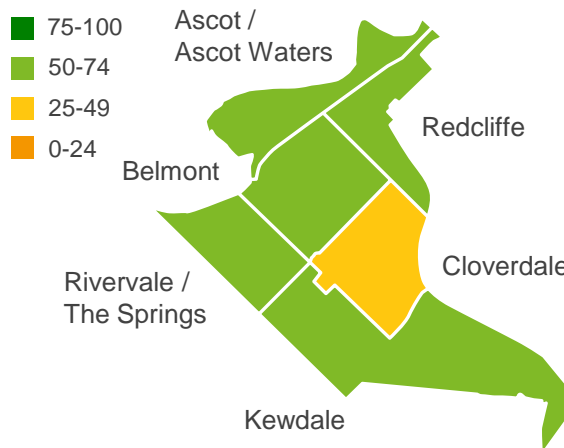 75-100
50-74
25-49
0-24
Ascot /
Ascot Waters
Redcliffe
Belmont
Cloverdale
Rivervale /
The Springs
Kewdale